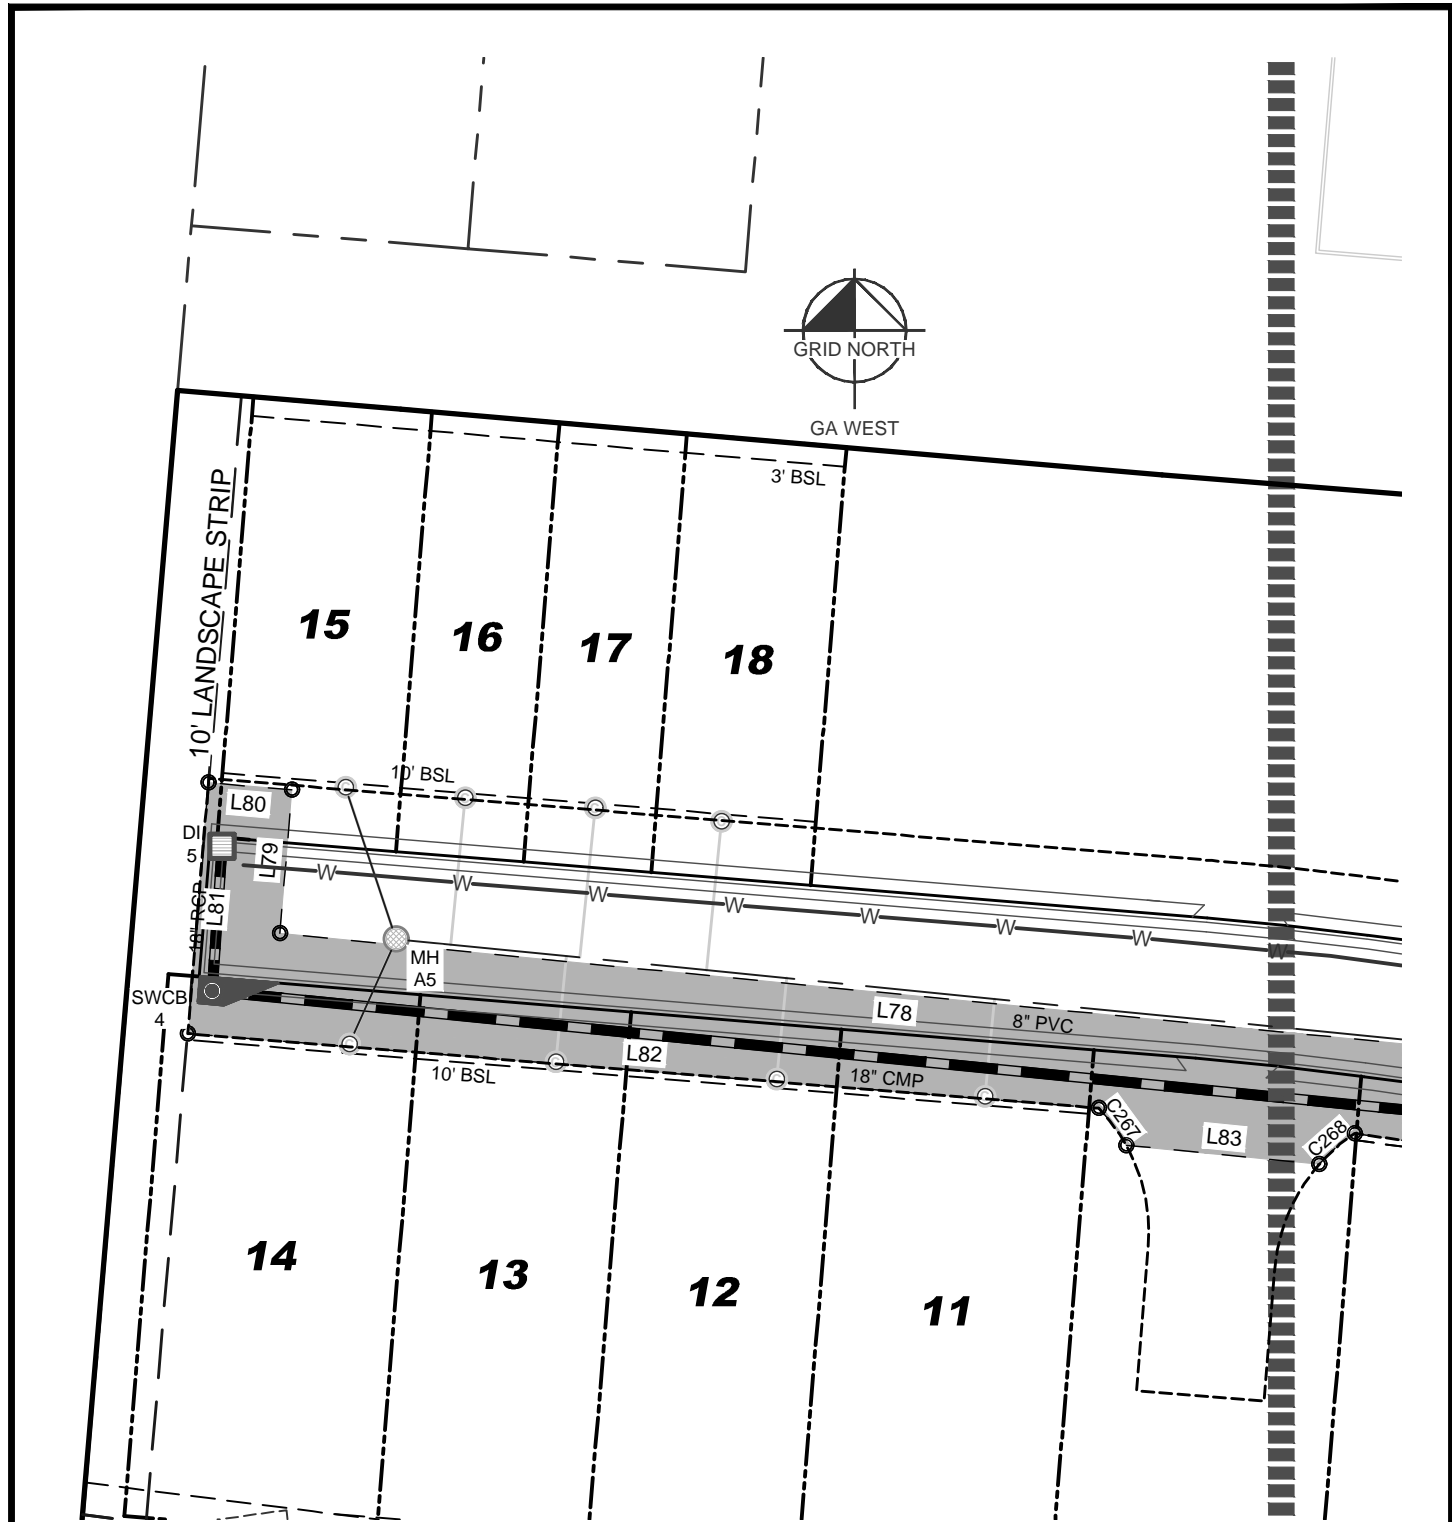 GRID NORTH
GA WEST
3' BSL
10' LANDSCAPE STRIP
15
16
17
18
10' BSL
L80
DI
5
L79
W
W
W
W
W
W
W
W
18" RCP
L81
MH
A5
SWCB
4
L78
8" PVC
L82
10' BSL
18" CMP
C267
L83
C268
14
13
12
11